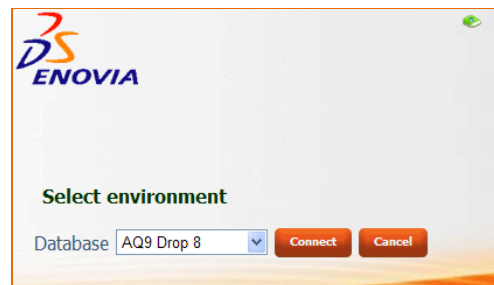 DS
ENOVIA
Select environment
Database AQ9 Drop 8 Connect Cancel